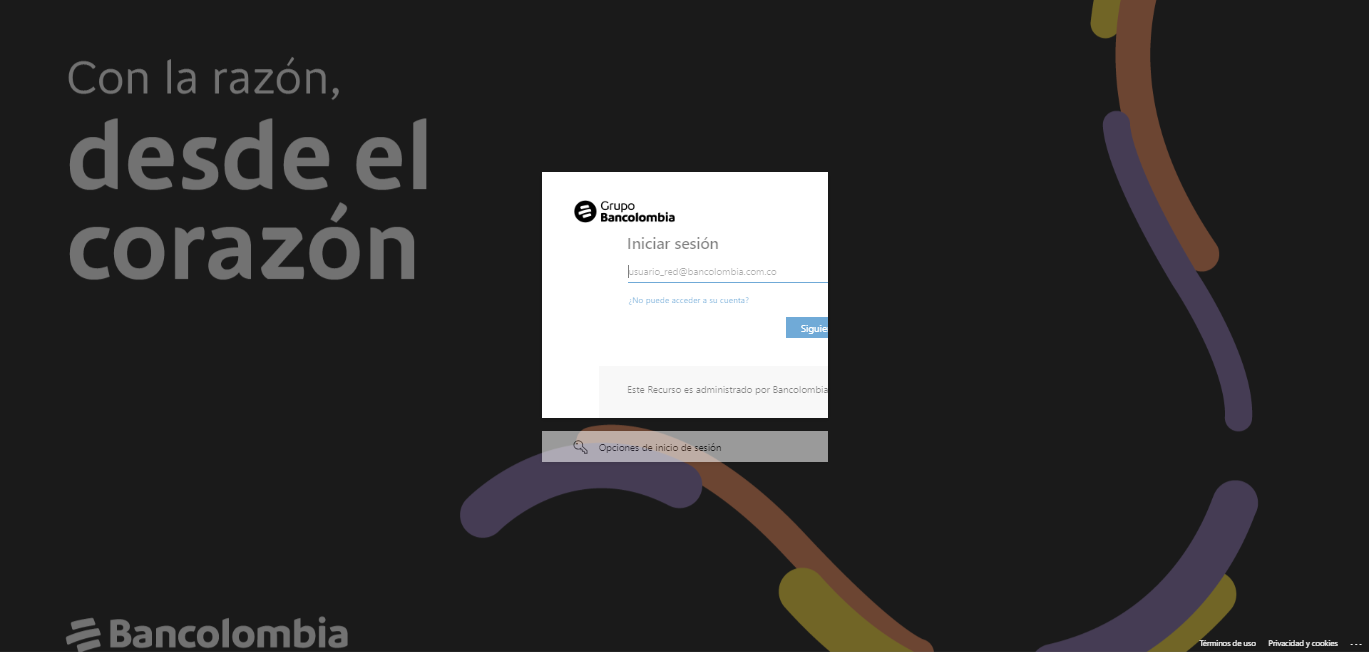 Con la razón,
desde el
corazón
Grupo
Bancolombia
Iniciar sesión
usuario_red@bancolombia.com.co
¿No puede acceder a su cuenta?
Este Recurso es administrado por Bancolombia
Opciones de inicio de sesión
Bancolombia
Términos de uso Privacidad y cookies ...